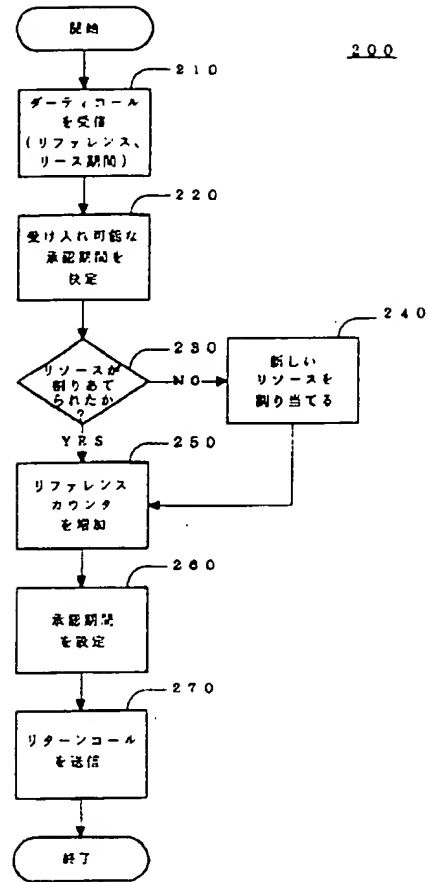 開始
200
210
ダーティコール
を受信
(リファレンス、
リース期間)
220
受け入れ可能な
承認期間を
決定
230
リソースが
割りあて
られたか
?
NO
240
新しい
リソースを
割り当てる
YRS
250
リファレンス
カウンタ
を増加
260
承認期間
を設定
270
リターンコール
を送信
終了